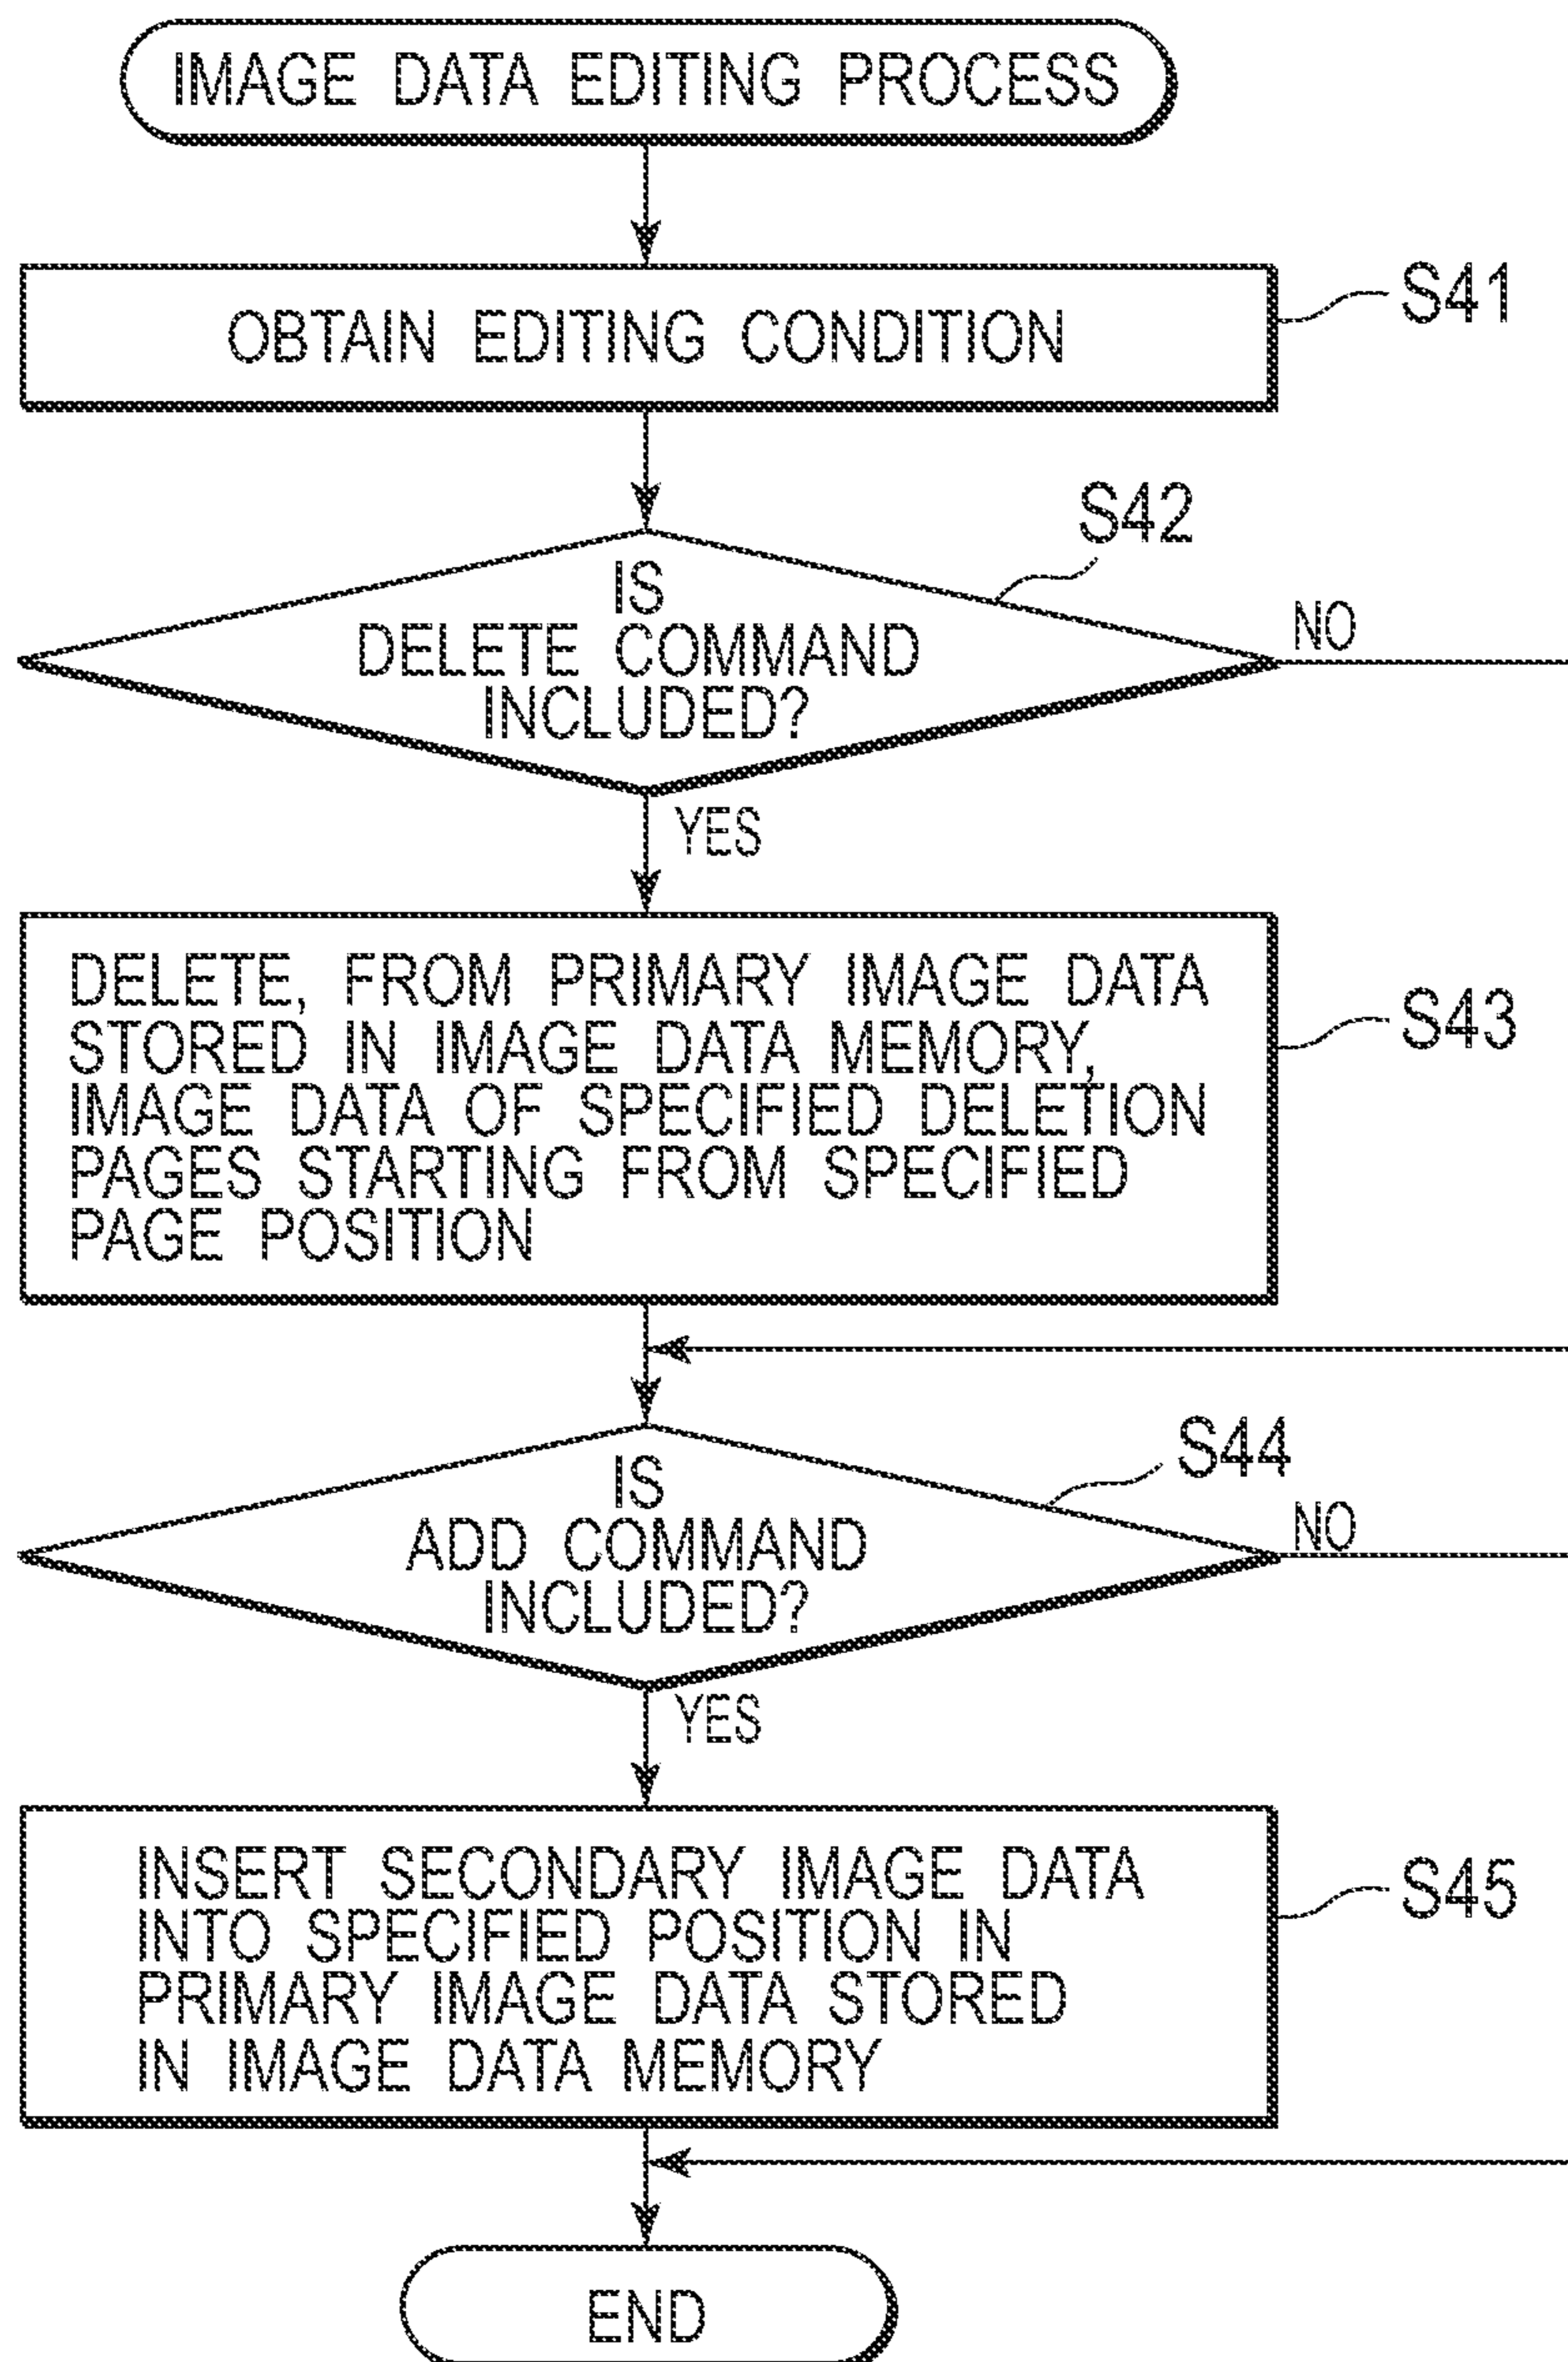 IMAGE DATA EDITING PROCESS
OBTAIN EDITING CONDITION
S41
S42
IS
DELETE COMMAND
INCLUDED?
NO
YES
DELETE, FROM PRIMARY IMAGE DATA
STORED IN IMAGE DATA MEMORY,
IMAGE DATA OF SPECIFIED DELETION
PAGES STARTING FROM SPECIFIED
PAGE POSITION
S43
S44
IS
ADD COMMAND
INCLUDED?
NO
YES
INSERT SECONDARY IMAGE DATA
INTO SPECIFIED POSITION IN
PRIMARY IMAGE DATA STORED
IN IMAGE DATA MEMORY
S45
END